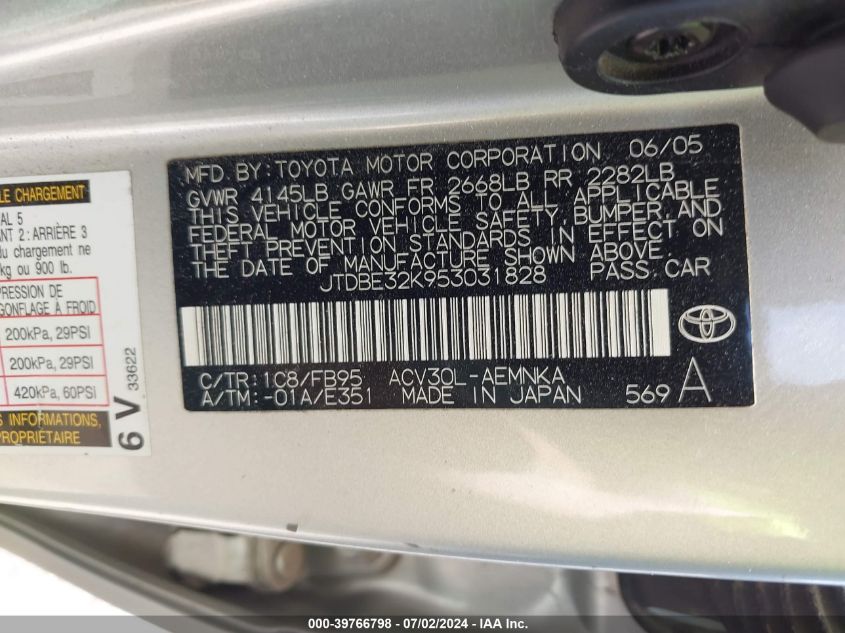 LE CHARGEMENT
AL 5
ANT 2: ARRIÈRE 3
du chargement ne
kg ou 900 lb.
PRESSION DE
GONFLAGE À FROID
200kPa, 29PSI
200kPa, 29PSI
420kPa, 60PSI
S INFORMATIONS,
PROPRIÉTAIRE
6 V 33622
MFD. BY: TOYOTA MOTOR CORPORATION 06/05
GVWR 4145LB GAWR FR 2668LB RR 2282LB
THIS VEHICLE CONFORMS TO ALL APPLICABLE
FEDERAL MOTOR VEHICLE SAFETY, BUMPER, AND
THEFT PREVENTION STANDARDS IN EFFECT ON
THE DATE OF MANUFACTURE SHOWN ABOVE.
JTDBE32K953031828 PASS. CAR
C/TR: 1C8/FB95 ACV30L-AEMNKA
A/TM: -01A/E351 MADE IN JAPAN 569 A
000-39766798 - 07/02/2024 - IAA Inc.